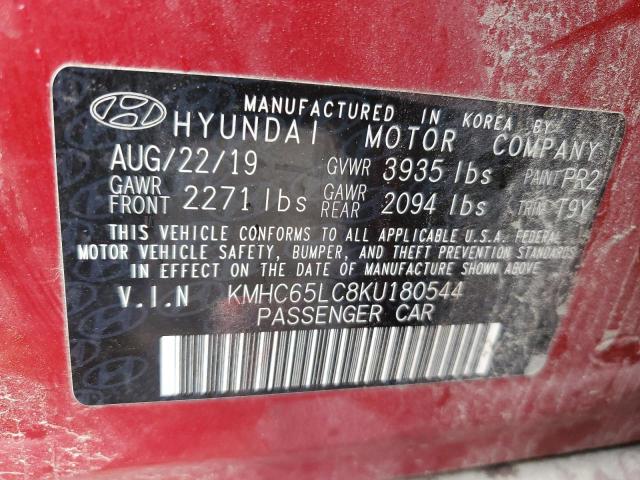 MANUFACTURED IN KOREA BY
HYUNDAI MOTOR COMPANY
AUG/22/19 GVWR 3935 lbs PAINT PR2
GAWR FRONT 2271 lbs GAWR REAR 2094 lbs TRIM T9Y
THIS VEHICLE CONFORMS TO ALL APPLICABLE U.S.A. FEDERAL
MOTOR VEHICLE SAFETY, BUMPER, AND THEFT PREVENTION STANDARDS
IN EFFECT ON THE DATE OF MANUFACTURE SHOWN ABOVE.
V.I.N KMHC65LC8KU180544
PASSENGER CAR